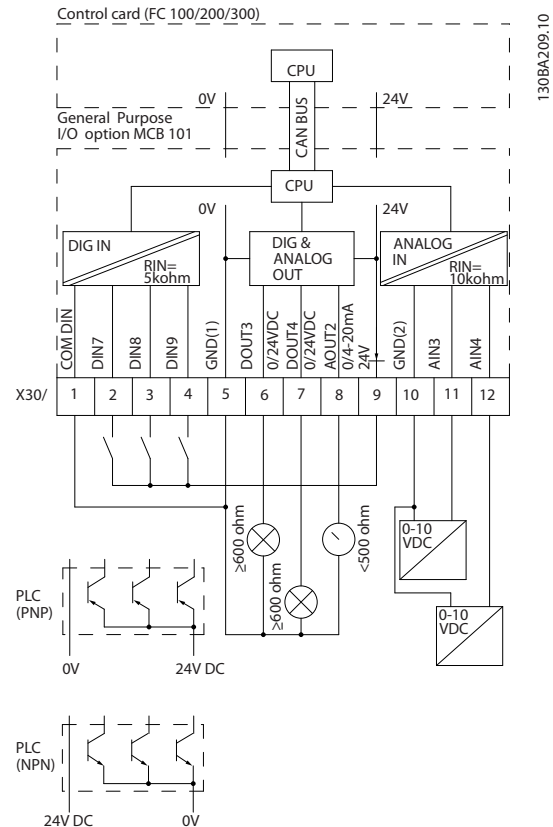 Control card (FC 100/200/300)
130BA209.10
CPU
0V
24V
General Purpose
I/O option MCB 101
CAN BUS
CPU
0V
24V
DIG IN
RIN=
5kohm
DIG &
ANALOG
OUT
ANALOG
IN
RIN=
10kohm
COM DIN
DIN7
DIN8
DIN9
GND(1)
DOUT3
0/24VDC
DOUT4
0/24VDC
AOUT2
0/4-20mA
24V
GND(2)
AIN3
AIN4
X30/
1
2
3
4
5
6
7
8
9
10
11
12
≥600 ohm
≥600 ohm
<500 ohm
0-10
VDC
0-10
VDC
PLC
(PNP)
0V
24V DC
PLC
(NPN)
24V DC
0V